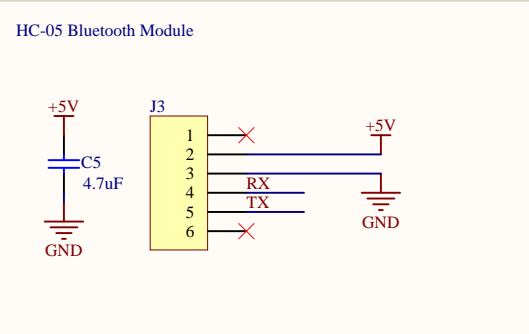 HC-05 Bluetooth Module
+5V
C5
4.7uF
GND
J3
1
2
3
4
5
6
RX
TX
+5V
GND